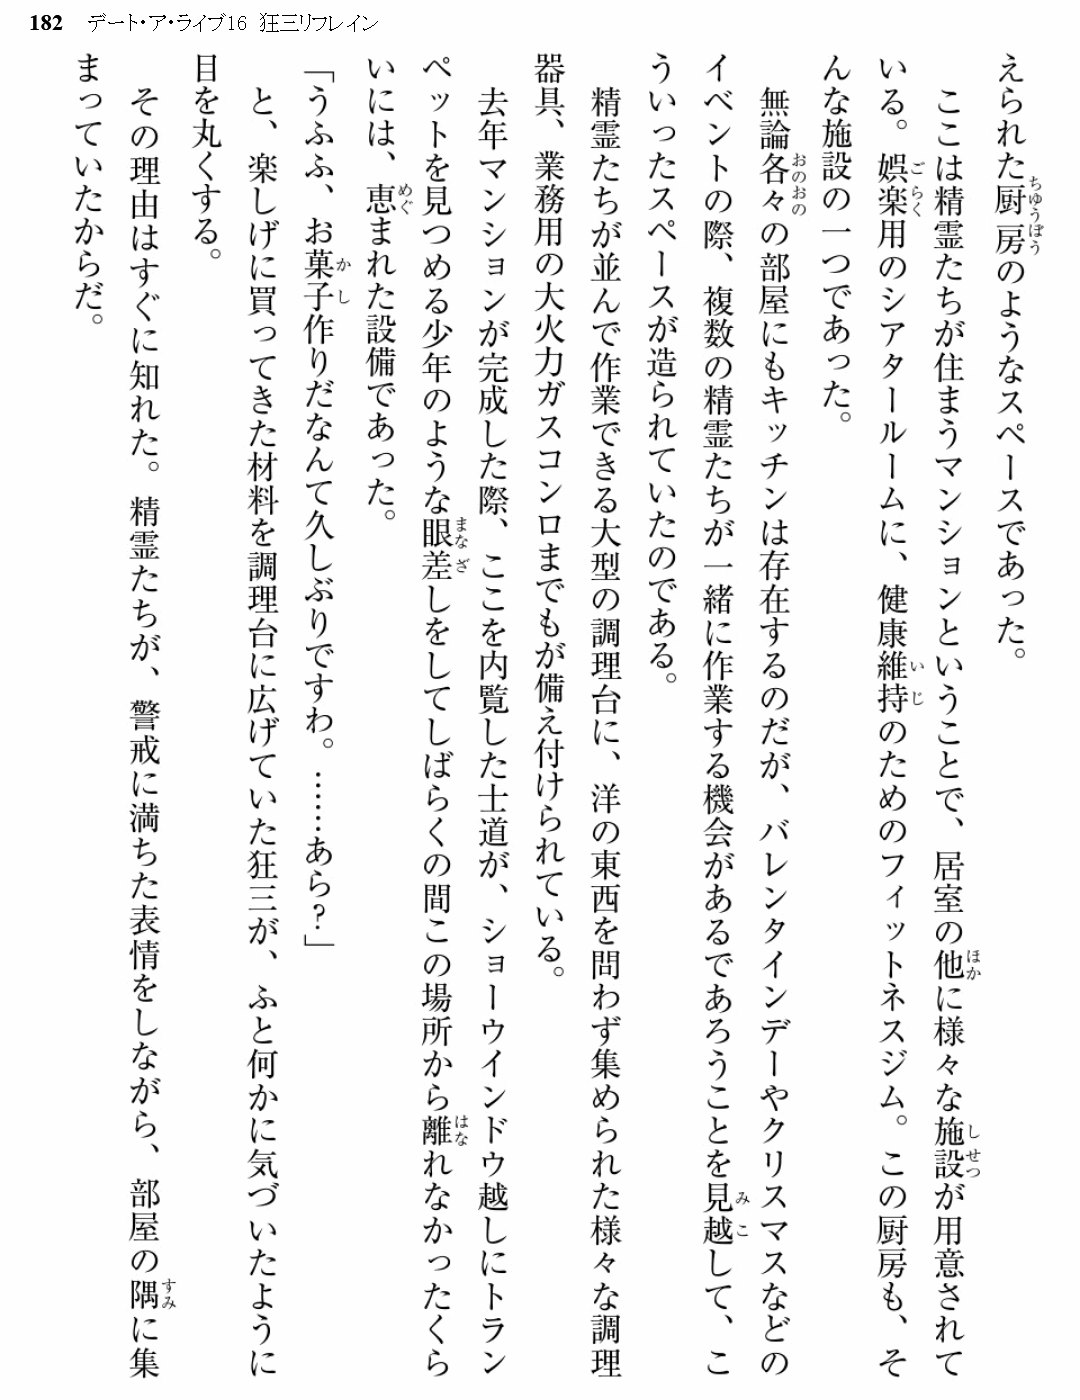 182 デート・ア・ライブ16 狂三リフレイン
えられた厨房のようなスペースであった。
ここは精霊たちが住まうマンションということで、居室の他に様々な施設が用意されて
いる。娯楽用のシアタールームに、健康維持のためのフィットネスジム。この厨房も、そ
んな施設の一つであった。
無論各々の部屋にもキッチンは存在するのだが、バレンタインデーやクリスマスなどの
イベントの際、複数の精霊たちが一緒に作業する機会があるであろうことを見越して、こ
ういったスペースが造られていたのである。
精霊たちが並んで作業できる大型の調理台に、洋の東西を問わず集められた様々な調理
器具、業務用の大火力ガスコンロまでもが備え付けられている。
去年マンションが完成した際、ここを内覧した士道が、ショーウインドウ越しにトラン
ペットを見つめる少年のような眼差しをしてしばらくの間この場所から離れなかったくら
いには、恵まれた設備であった。
「うふふ、お菓子作りだなんて久しぶりですわ。……あら？」
と、楽しげに買ってきた材料を調理台に広げていた狂三が、ふと何かに気づいたように
目を丸くする。
その理由はすぐに知れた。精霊たちが、警戒に満ちた表情をしながら、部屋の隅に集
まっていたからだ。